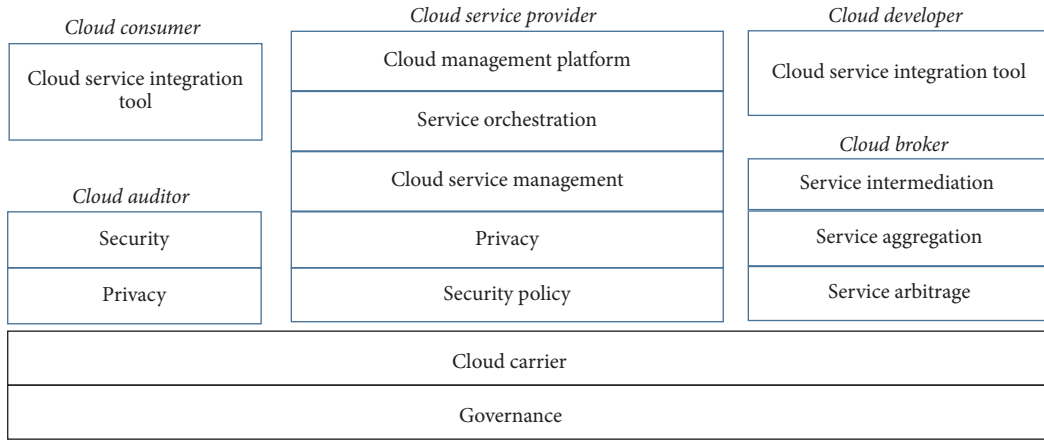 Cloud consumer
Cloud service integration
tool
Cloud auditor
Security
Privacy
Cloud service provider
Cloud management platform
Service orchestration
Cloud service management
Privacy
Security policy
Cloud developer
Cloud service integration tool
Cloud broker
Service intermediation
Service aggregation
Service arbitrage
Cloud carrier
Governance